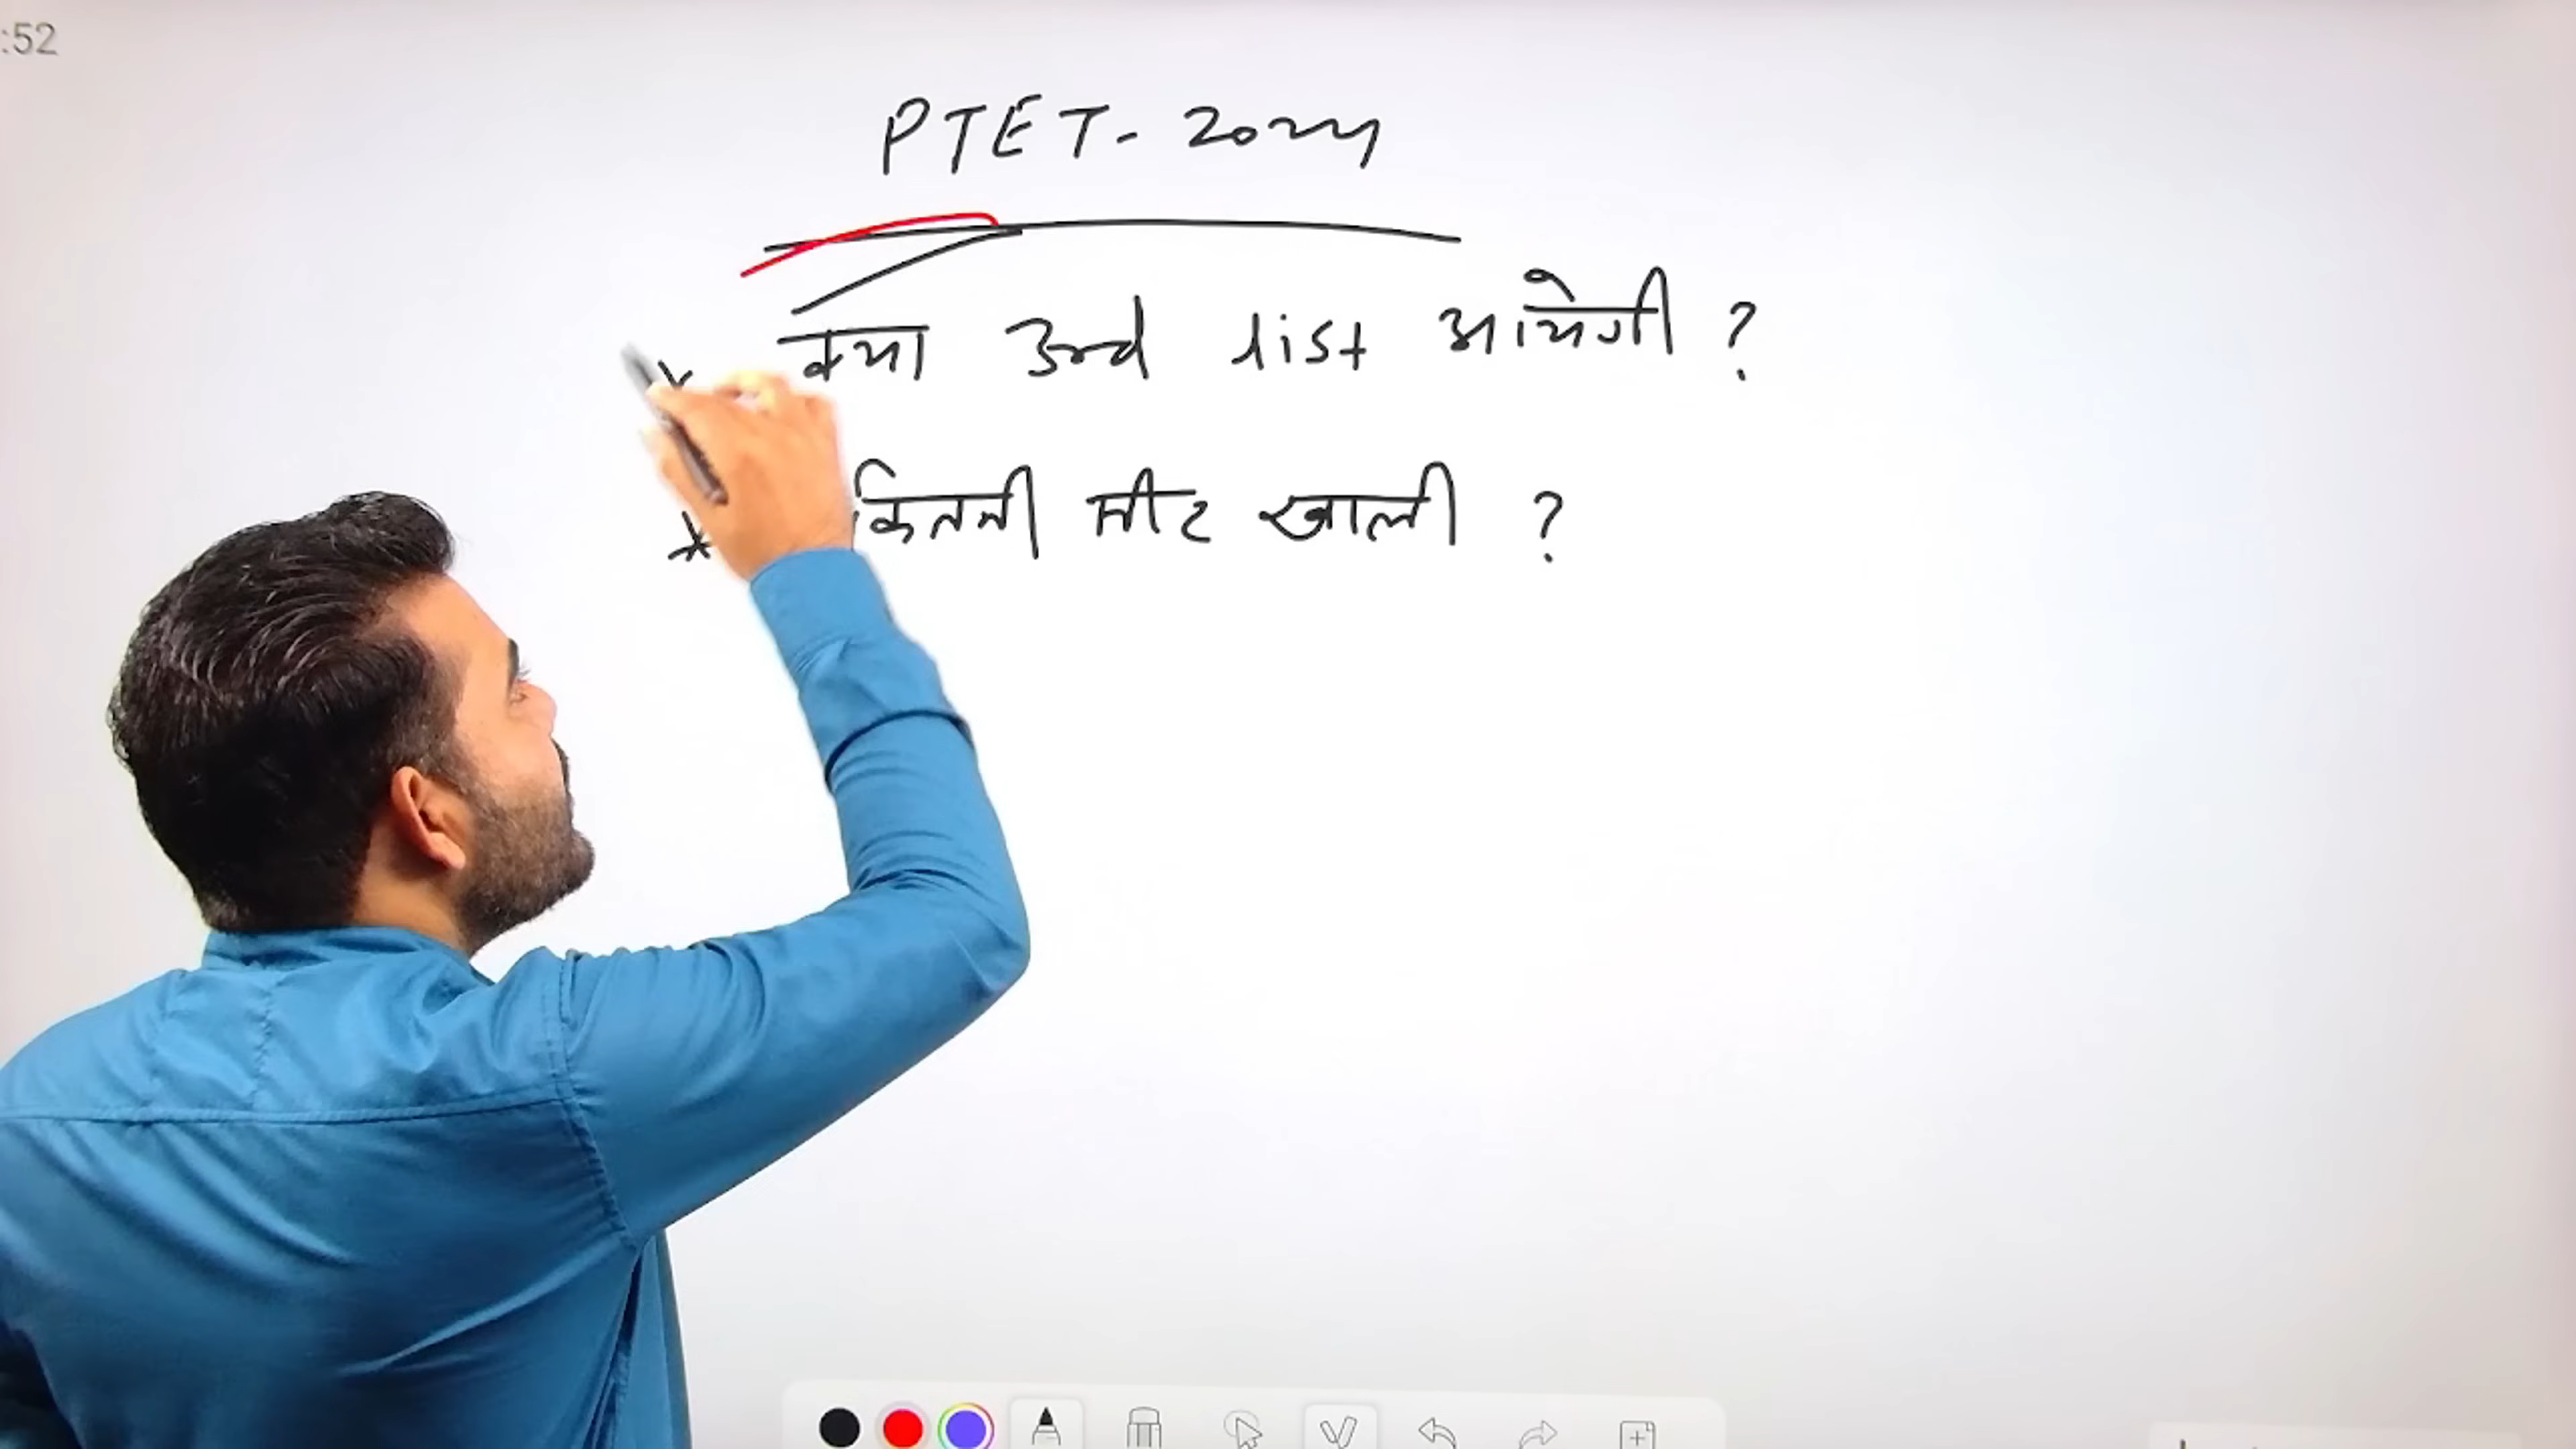 :52
PTET- 2024
* क्या 3rd list आयेगी ?
* कितनी सीट खाली ?